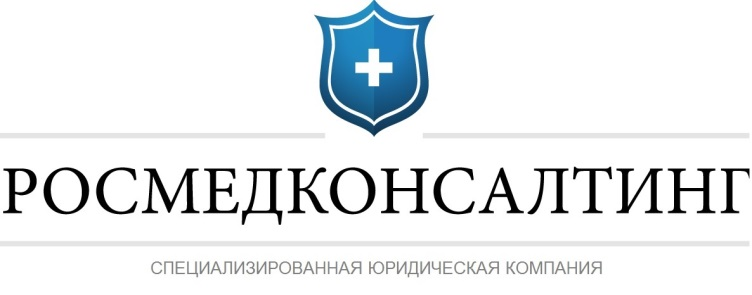 РОСМЕДКОНСАЛТИНГ
СПЕЦИАЛИЗИРОВАННАЯ ЮРИДИЧЕСКАЯ КОМПАНИЯ